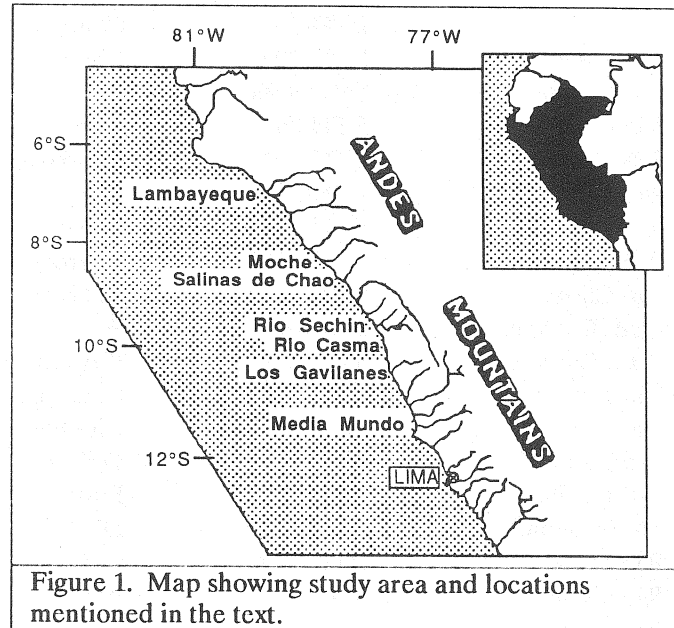 81°W 77°W
6°S
ANDES
Lambayeque
8°S
Moche
Salinas de Chao
MOUNTAINS
Rio Sechin
10°S
Rio Casma
Los Gavilanes
Media Mundo
12°S
LIMA
Figure 1. Map showing study area and locations
mentioned in the text.